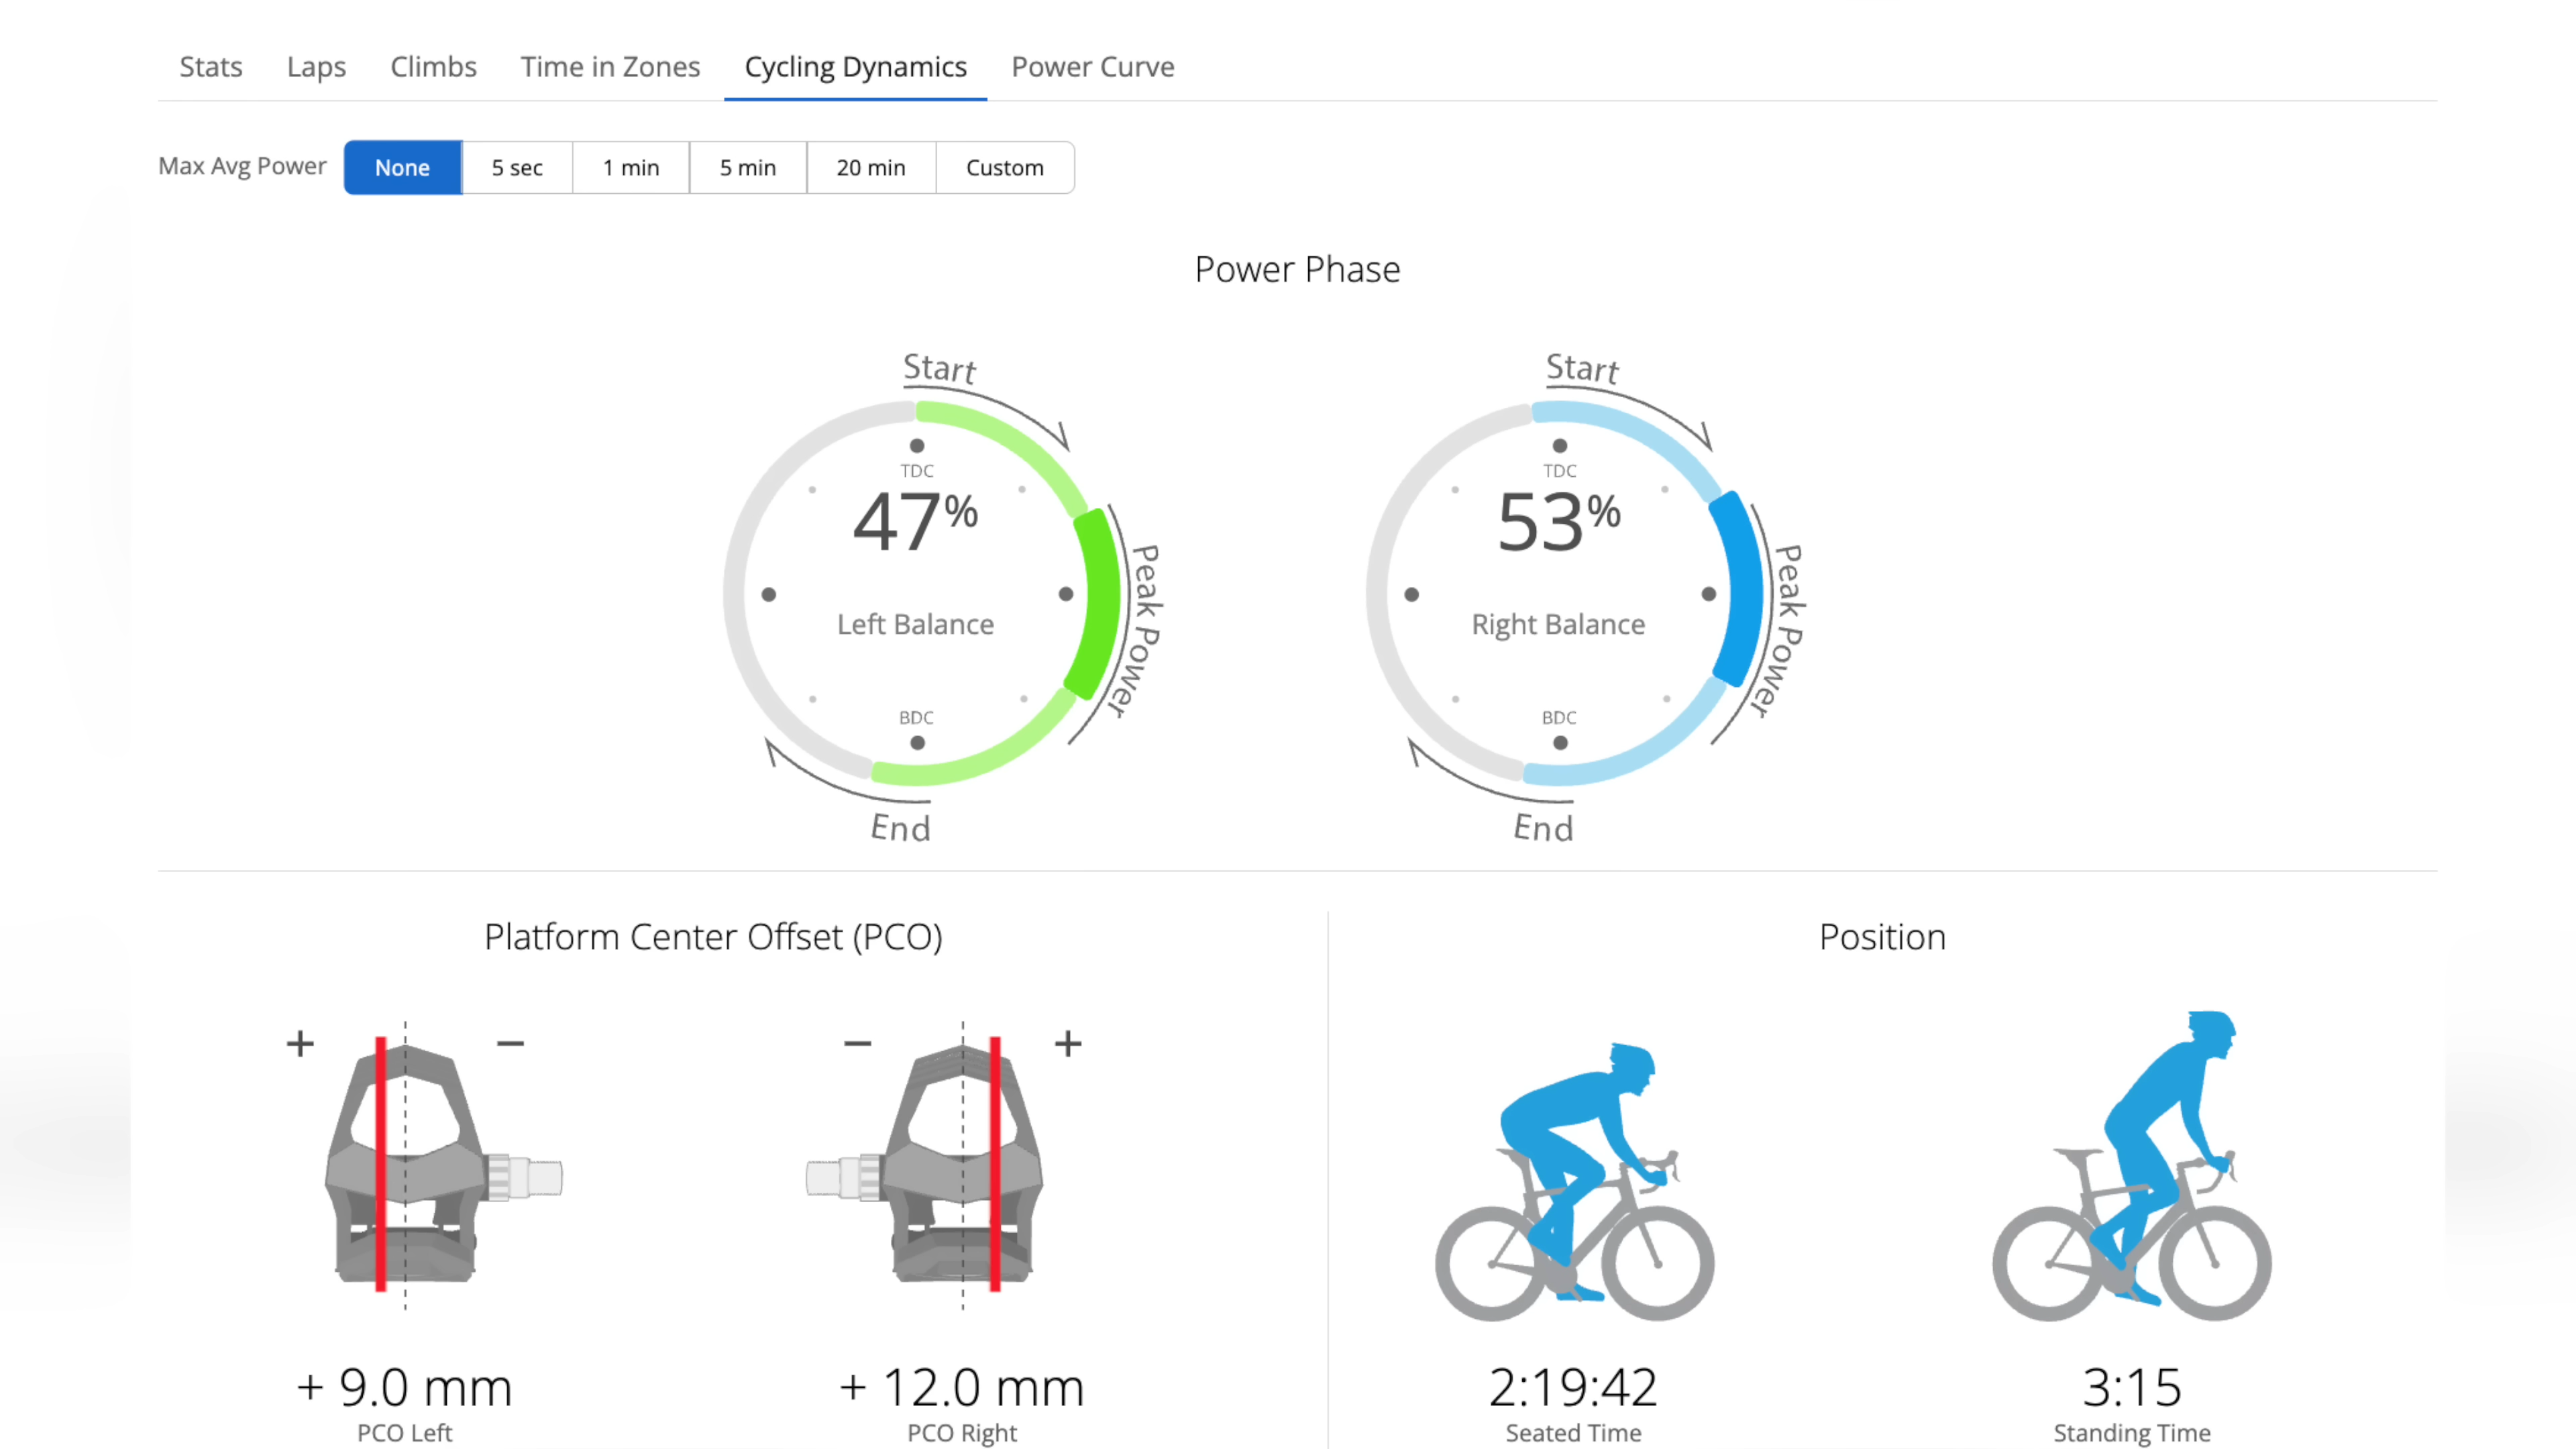 Stats Laps Climbs Time in Zones Cycling Dynamics Power Curve
Max Avg Power None 5 sec 1 min 5 min 20 min Custom
Power Phase
Start
TDC
47%
Left Balance
Peak Power
BDC
End
Start
TDC
53%
Right Balance
Peak Power
BDC
End
Platform Center Offset (PCO)
+ −
− +
+ 9.0 mm
PCO Left
+ 12.0 mm
PCO Right
Position
2:19:42
Seated Time
3:15
Standing Time